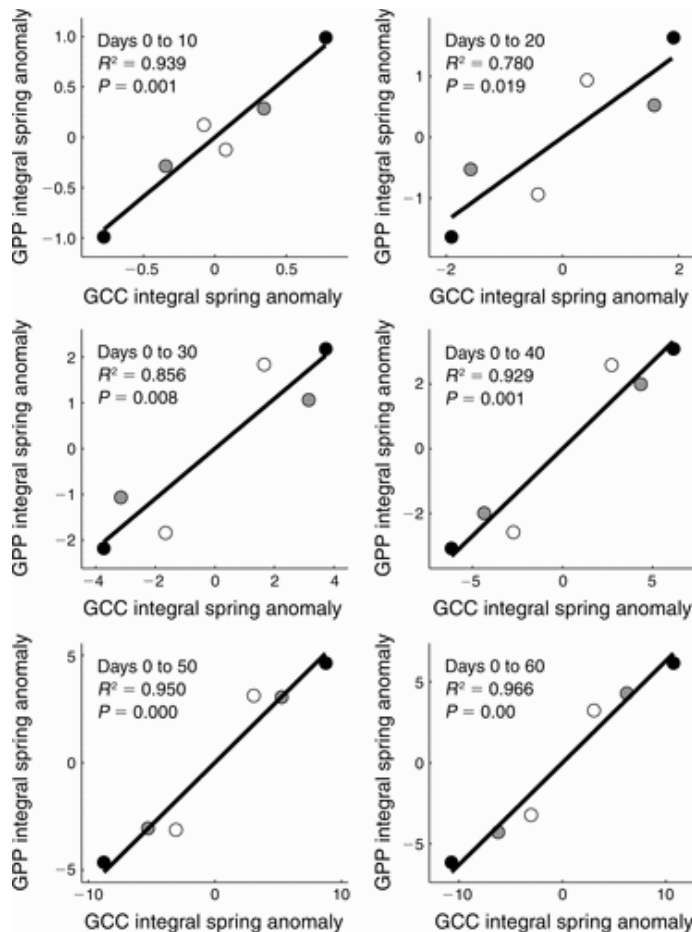 GPP integral spring anomaly
Days 0 to 10
R² = 0.939
P = 0.001
1.0
0.5
0
−0.5
−1.0
−0.5
0
0.5
GCC integral spring anomaly
GPP integral spring anomaly
Days 0 to 20
R² = 0.780
P = 0.019
1
0
−1
−2
0
2
GCC integral spring anomaly
GPP integral spring anomaly
Days 0 to 30
R² = 0.856
P = 0.008
2
1
0
−1
−2
−4
−2
0
2
4
GCC integral spring anomaly
GPP integral spring anomaly
Days 0 to 40
R² = 0.929
P = 0.001
2
0
−2
−5
0
5
GCC integral spring anomaly
GPP integral spring anomaly
Days 0 to 50
R² = 0.950
P = 0.000
5
0
−5
−10
0
10
GCC integral spring anomaly
GPP integral spring anomaly
Days 0 to 60
R² = 0.966
P = 0.00
5
0
−5
−10
0
10
GCC integral spring anomaly